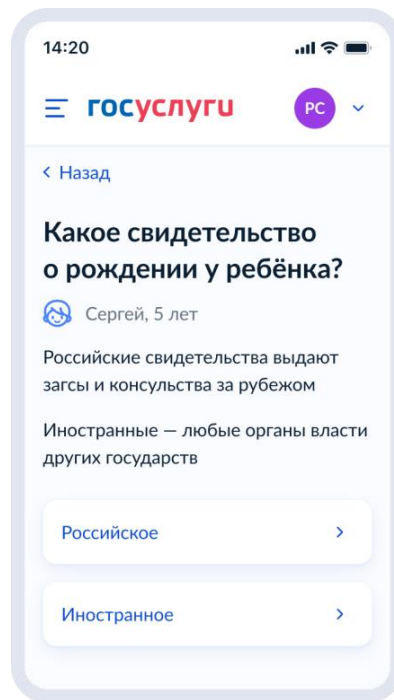 14:20
госуслуги
РС
Назад
Какое свидетельство
о рождении у ребёнка?
Сергей, 5 лет
Российские свидетельства выдают
загсы и консульства за рубежом
Иностранные — любые органы власти
других государств
Российское
Иностранное